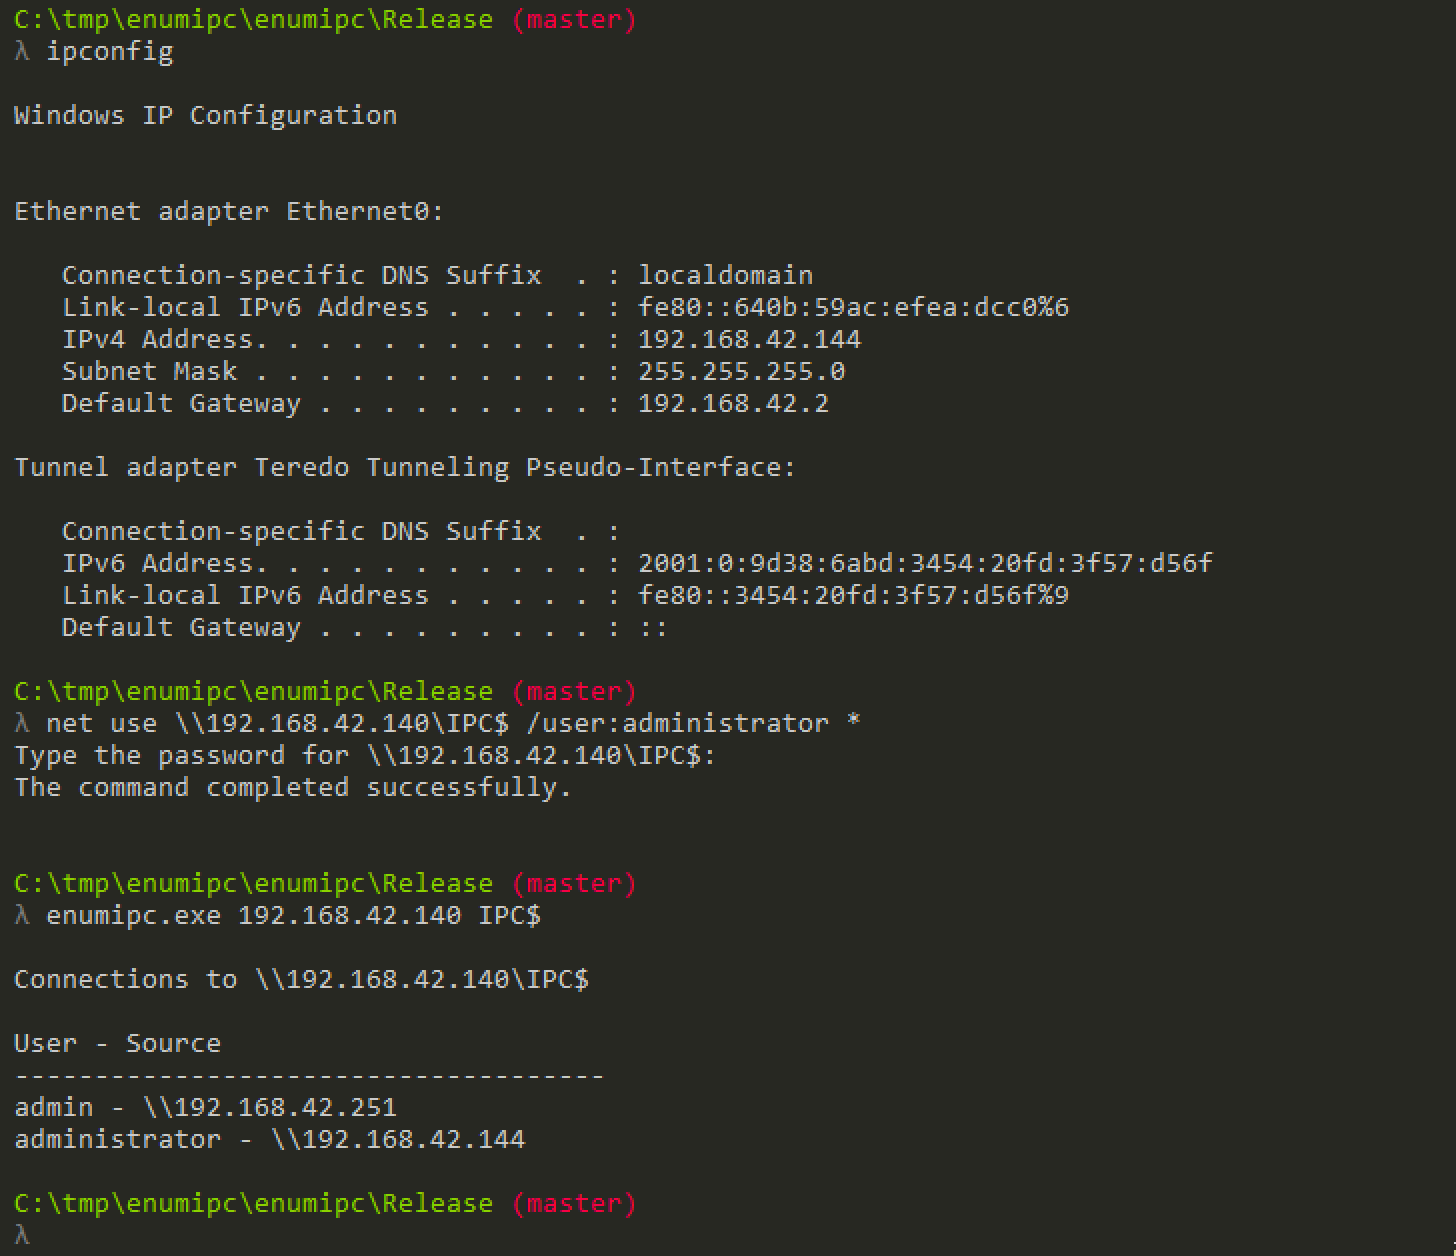 C:\tmp\enumipc\enumipc\Release (master)
λ ipconfig
Windows IP Configuration
Ethernet adapter Ethernet0:
   Connection-specific DNS Suffix  . : localdomain
   Link-local IPv6 Address . . . . . : fe80::640b:59ac:efea:dcc0%6
   IPv4 Address. . . . . . . . . . . : 192.168.42.144
   Subnet Mask . . . . . . . . . . . : 255.255.255.0
   Default Gateway . . . . . . . . . : 192.168.42.2
Tunnel adapter Teredo Tunneling Pseudo-Interface:
   Connection-specific DNS Suffix  . :
   IPv6 Address. . . . . . . . . . . : 2001:0:9d38:6abd:3454:20fd:3f57:d56f
   Link-local IPv6 Address . . . . . : fe80::3454:20fd:3f57:d56f%9
   Default Gateway . . . . . . . . . : ::
C:\tmp\enumipc\enumipc\Release (master)
λ net use \\192.168.42.140\IPC$ /user:administrator *
Type the password for \\192.168.42.140\IPC$:
The command completed successfully.
C:\tmp\enumipc\enumipc\Release (master)
λ enumipc.exe 192.168.42.140 IPC$
Connections to \\192.168.42.140\IPC$
User - Source
-------------------------------------
admin - \\192.168.42.251
administrator - \\192.168.42.144
C:\tmp\enumipc\enumipc\Release (master)
λ